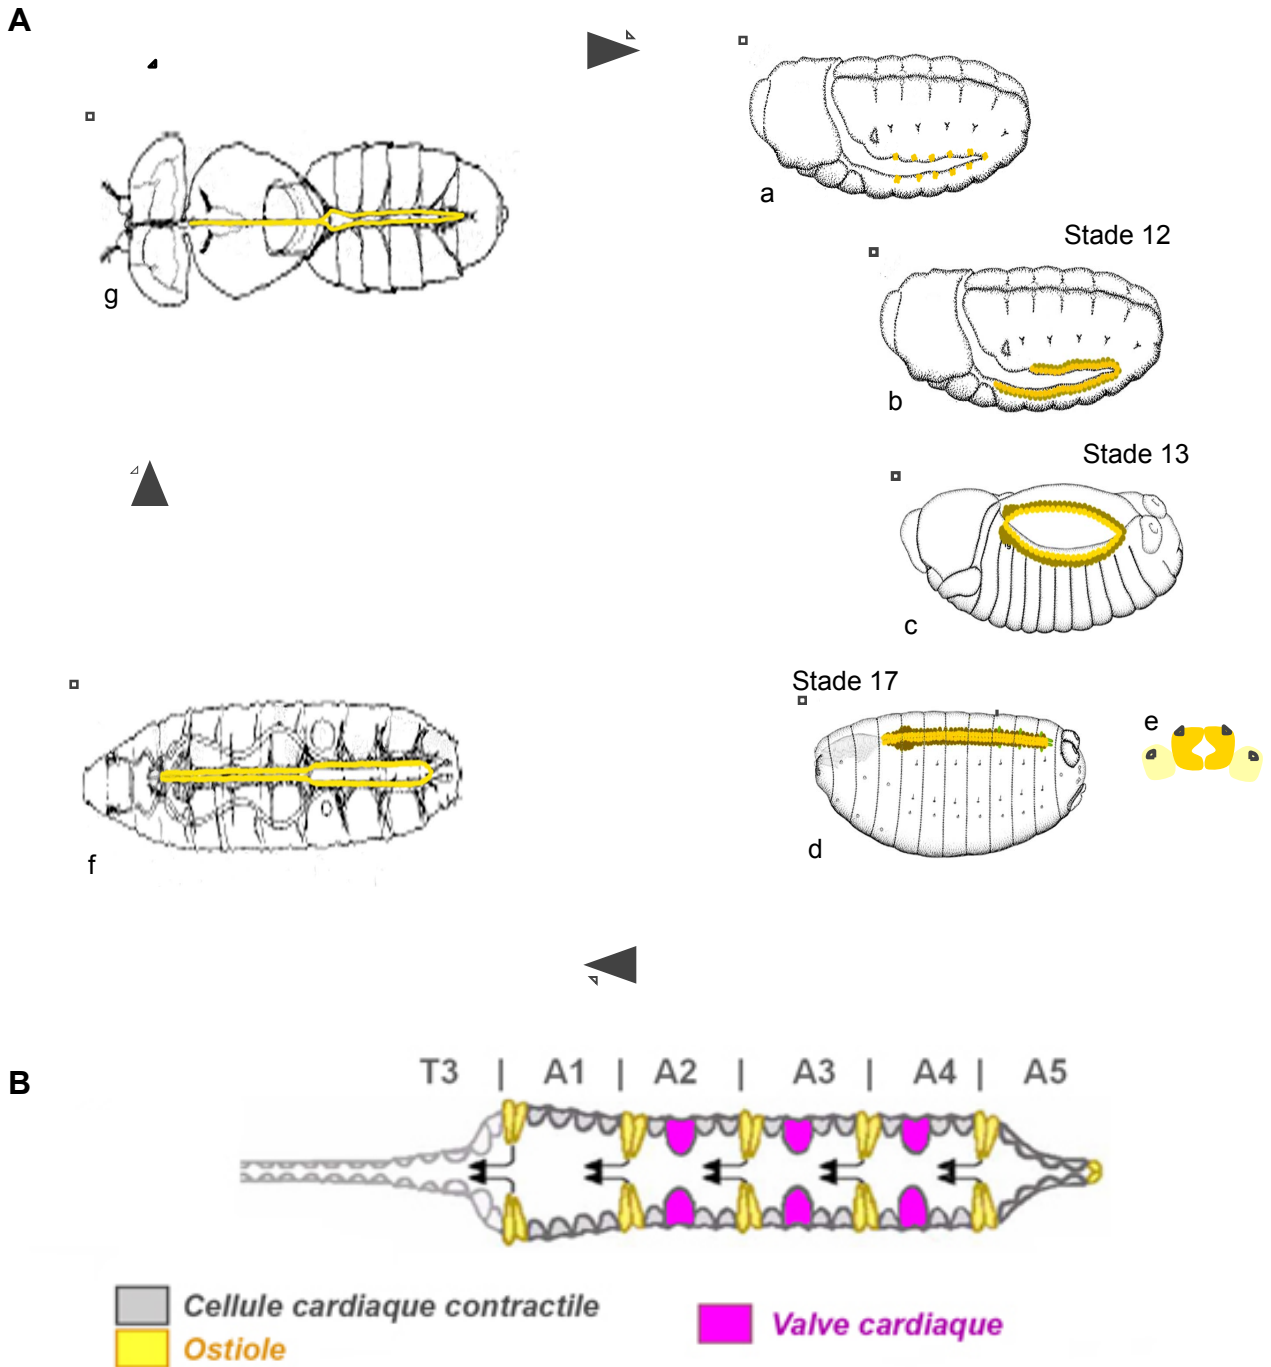 A
a
Stade 12
g
b
Stade 13
c
Stade 17
e
f
d
B
T3 | A1 | A2 | A3 | A4 | A5
Cellule cardiaque contractile
Valve cardiaque
Ostiole